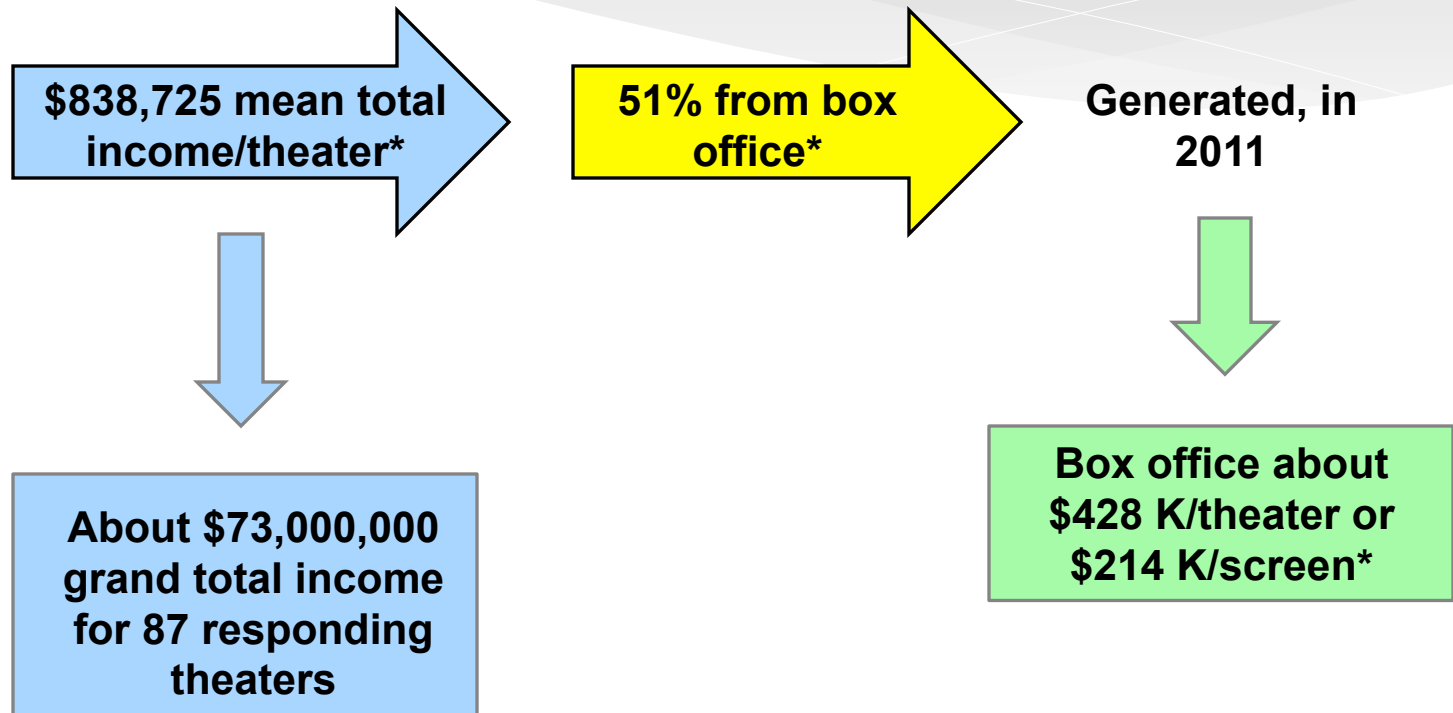 $838,725 mean total
income/theater*
51% from box
office*
Generated, in
2011
About $73,000,000
grand total income
for 87 responding
theaters
Box office about
$428 K/theater or
$214 K/screen*